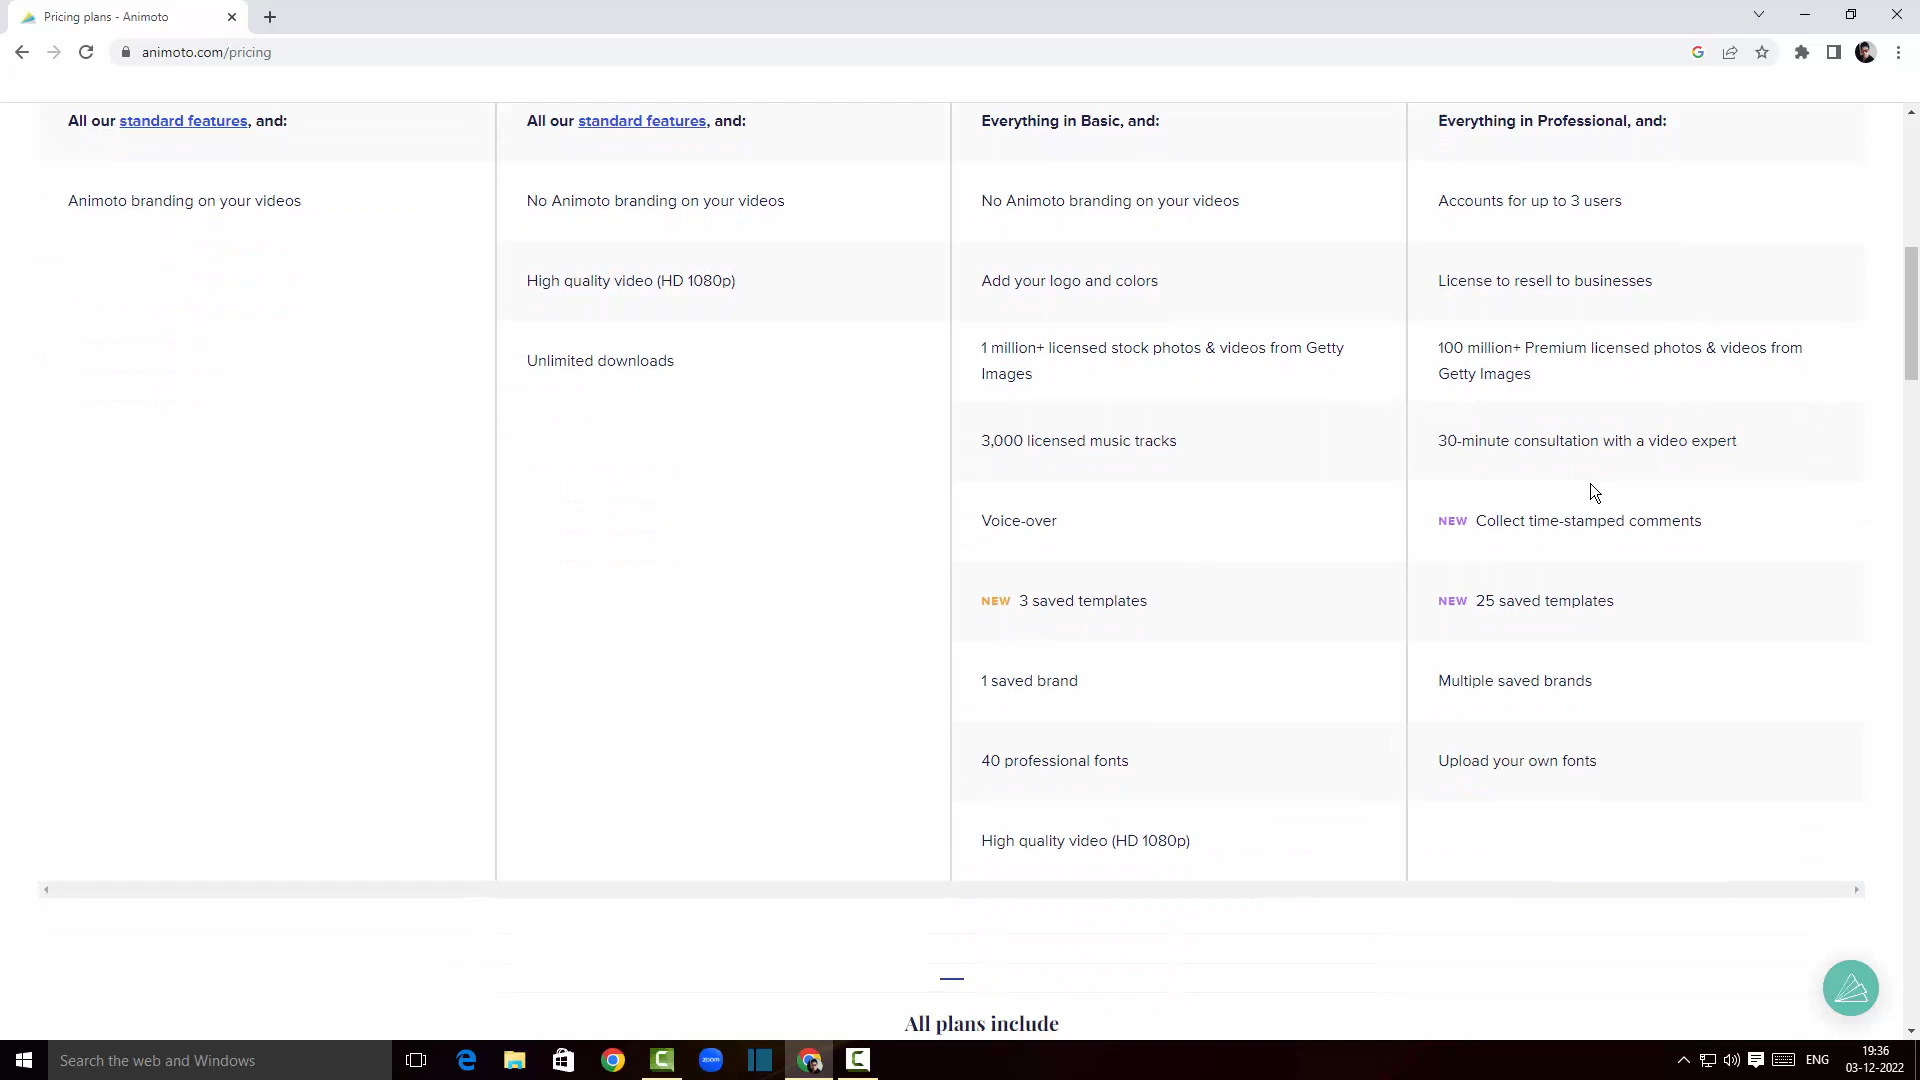 Pricing plans - Animoto
animoto.com/pricing
All our standard features, and:
Animoto branding on your videos
All our standard features, and:
No Animoto branding on your videos
High quality video (HD 1080p)
Unlimited downloads
Everything in Basic, and:
No Animoto branding on your videos
Add your logo and colors
1 million+ licensed stock photos & videos from Getty
Images
3,000 licensed music tracks
Voice-over
NEW 3 saved templates
1 saved brand
40 professional fonts
High quality video (HD 1080p)
Everything in Professional, and:
Accounts for up to 3 users
License to resell to businesses
100 million+ Premium licensed photos & videos from
Getty Images
30-minute consultation with a video expert
NEW Collect time-stamped comments
NEW 25 saved templates
Multiple saved brands
Upload your own fonts
All plans include
Search the web and Windows
zoom
ENG
19:36
03-12-2022